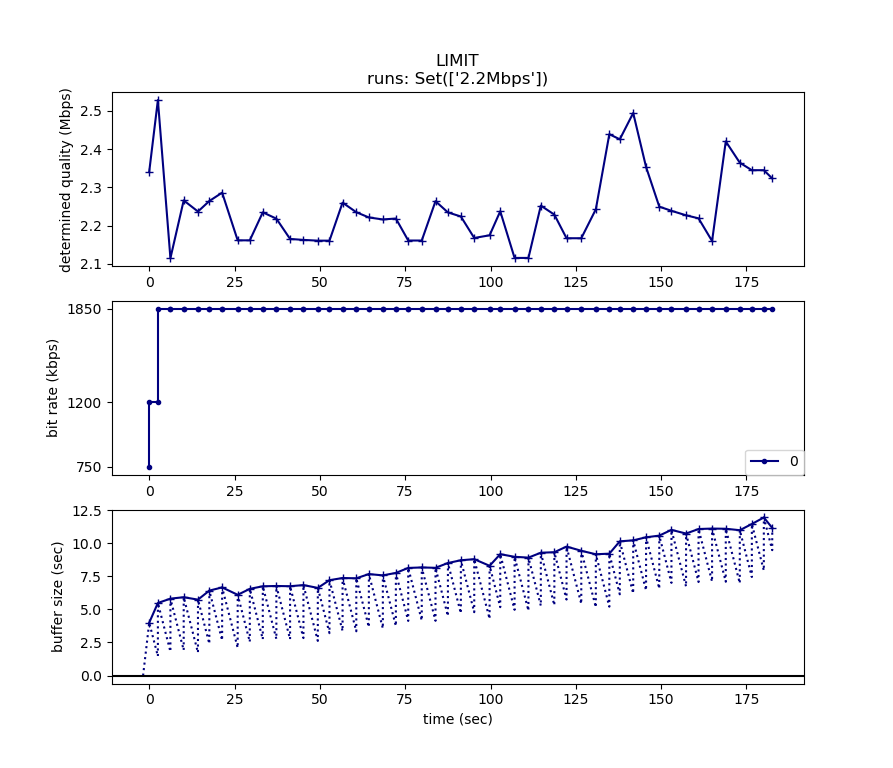 LIMIT
runs: Set(['2.2Mbps'])
determined quality (Mbps)
2.5
2.4
2.3
2.2
2.1
0 25 50 75 100 125 150 175
bit rate (kbps)
1850
1200
750
0
0 25 50 75 100 125 150 175
buffer size (sec)
12.5
10.0
7.5
5.0
2.5
0.0
0 25 50 75 100 125 150 175
time (sec)